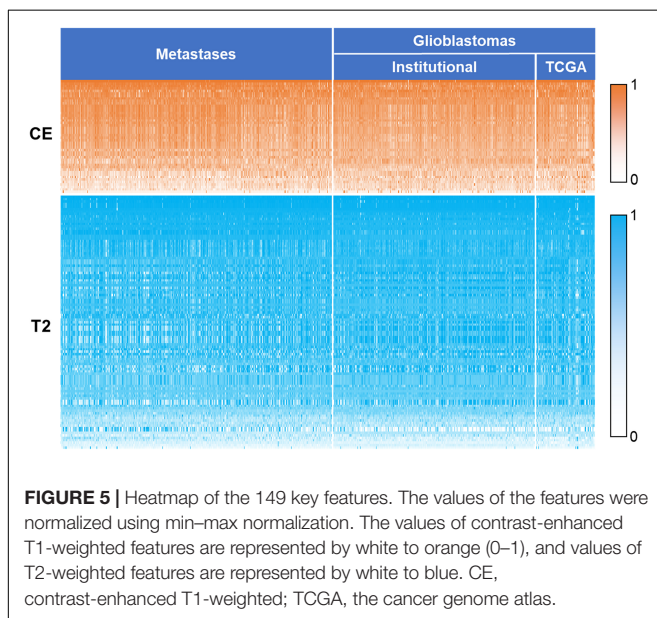 Metastases
Glioblastomas
Institutional
TCGA
CE
1
0
T2
1
0
FIGURE 5 | Heatmap of the 149 key features. The values of the features were
normalized using min–max normalization. The values of contrast-enhanced
T1-weighted features are represented by white to orange (0–1), and values of
T2-weighted features are represented by white to blue. CE,
contrast-enhanced T1-weighted; TCGA, the cancer genome atlas.